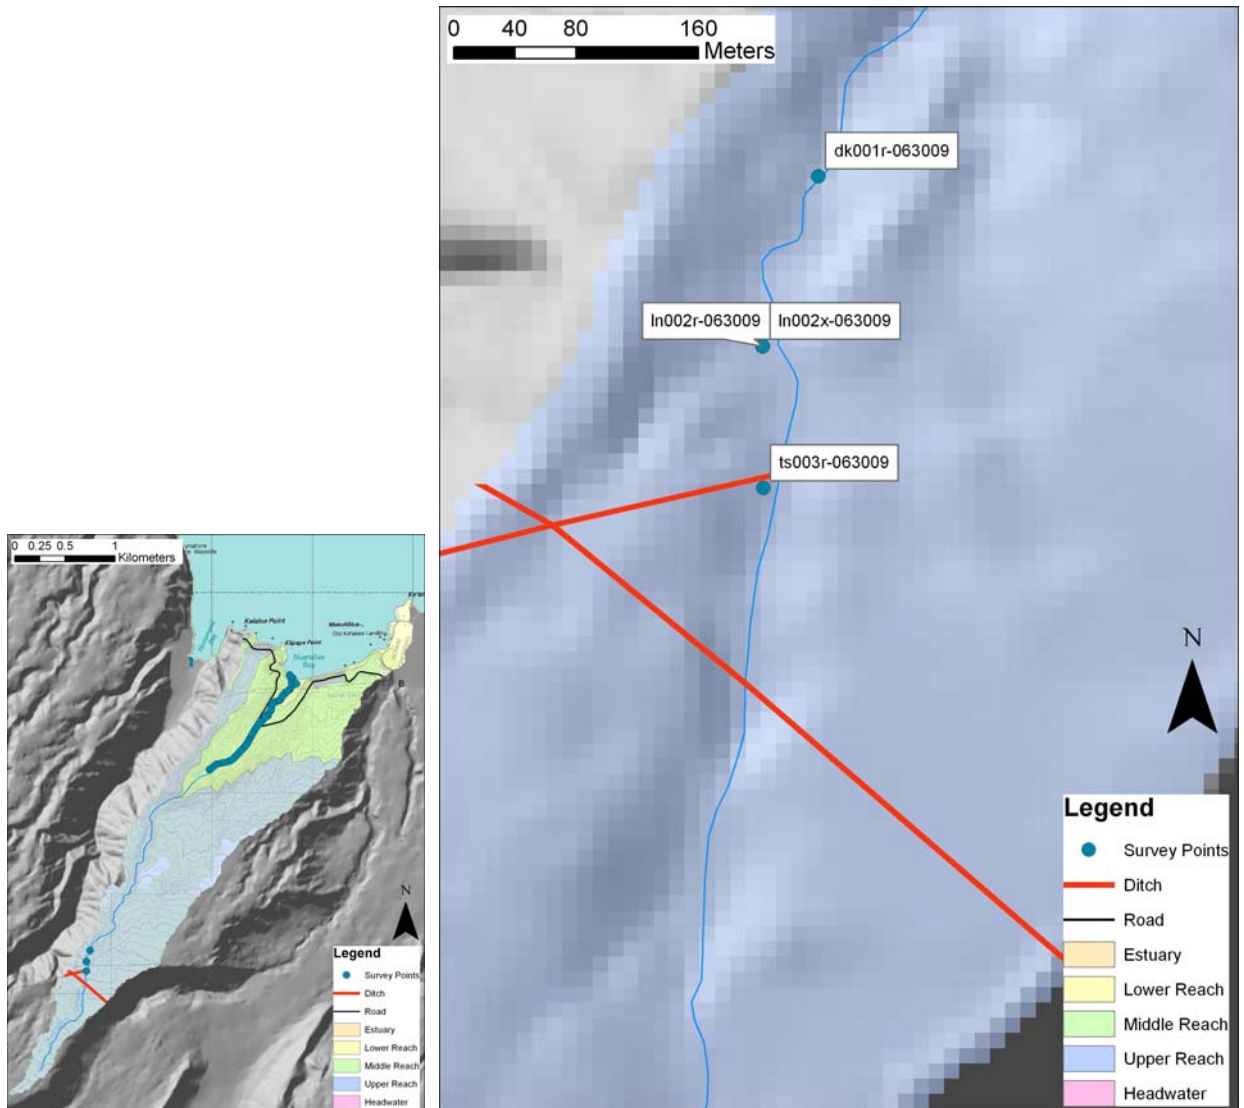 0 40 80 160
Meters
dk001r-063009
ln002r-063009
ln002x-063009
ts003r-063009
N
Legend
Survey Points
Ditch
Road
Estuary
Lower Reach
Middle Reach
Upper Reach
Headwater
0 0.25 0.5 1
Kilometers
Kalaloa Point
Kilpapa Point
Nuanalua
Bay
Old Kahakea Landing
B
N
Legend
Survey Points
Ditch
Road
Estuary
Lower Reach
Middle Reach
Upper Reach
Headwater